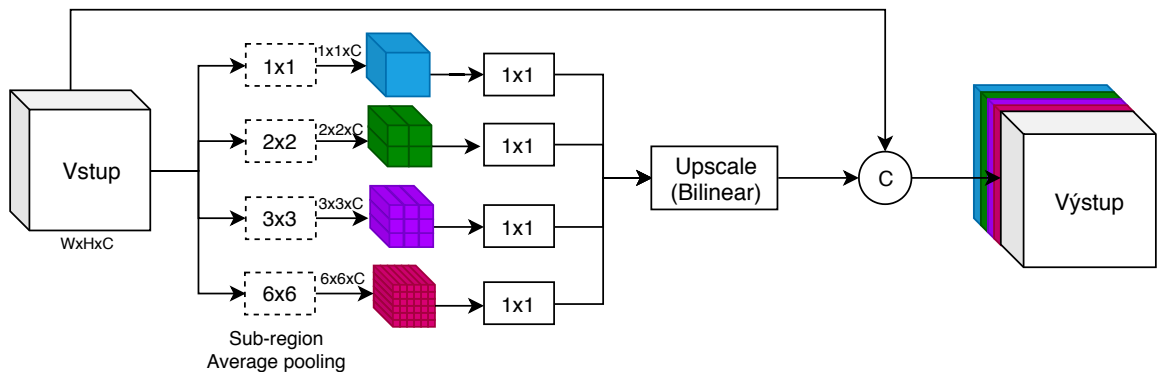 Vstup
WxHxC
1x1
1x1xC
1x1
2x2
2x2xC
1x1
3x3
3x3xC
1x1
6x6
6x6xC
1x1
Sub-region
Average pooling
Upscale
(Bilinear)
C
Výstup